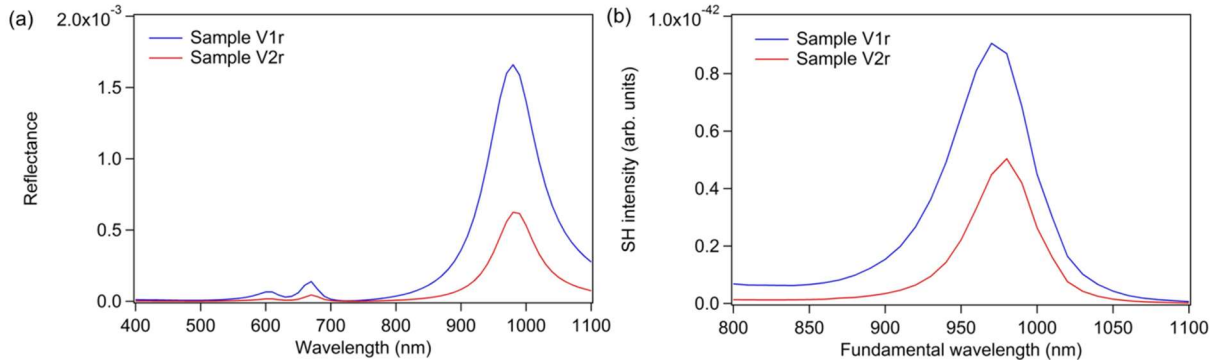 (a)
2.0x10⁻³
1.5
1.0
0.5
0.0
Reflectance
Sample V1r
Sample V2r
400 500 600 700 800 900 1000 1100
Wavelength (nm)
(b)
1.0x10⁻⁴²
0.8
0.6
0.4
0.2
0.0
SH intensity (arb. units)
Sample V1r
Sample V2r
800 850 900 950 1000 1050 1100
Fundamental wavelength (nm)